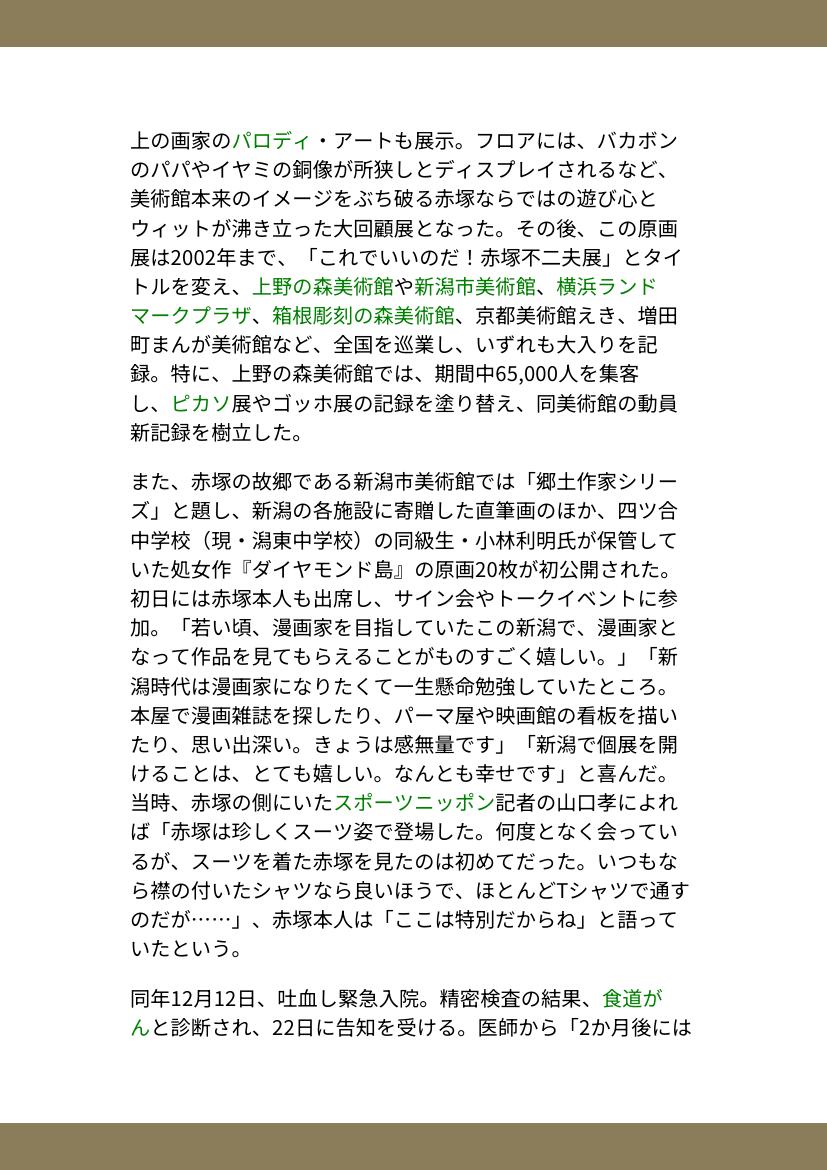 上の画家のパロディ・アートも展示。フロアには、バカボン
のパパやイヤミの銅像が所狭しとディスプレイされるなど、
美術館本来のイメージをぶち破る赤塚ならではの遊び心と
ウィットが沸き立った大回顧展となった。その後、この原画
展は2002年まで、「これでいいのだ！赤塚不二夫展」とタイ
トルを変え、上野の森美術館や新潟市美術館、横浜ランド
マークプラザ、箱根彫刻の森美術館、京都美術館えき、増田
町まんが美術館など、全国を巡業し、いずれも大入りを記
録。特に、上野の森美術館では、期間中65,000人を集客
し、ピカソ展やゴッホ展の記録を塗り替え、同美術館の動員
新記録を樹立した。
また、赤塚の故郷である新潟市美術館では「郷土作家シリー
ズ」と題し、新潟の各施設に寄贈した直筆画のほか、四ツ合
中学校（現・潟東中学校）の同級生・小林利明氏が保管して
いた処女作『ダイヤモンド島』の原画20枚が初公開された。
初日には赤塚本人も出席し、サイン会やトークイベントに参
加。「若い頃、漫画家を目指していたこの新潟で、漫画家と
なって作品を見てもらえることがものすごく嬉しい。」「新
潟時代は漫画家になりたくて一生懸命勉強していたところ。
本屋で漫画雑誌を探したり、パーマ屋や映画館の看板を描い
たり、思い出深い。きょうは感無量です」「新潟で個展を開
けることは、とても嬉しい。なんとも幸せです」と喜んだ。
当時、赤塚の側にいたスポーツニッポン記者の山口孝によれ
ば「赤塚は珍しくスーツ姿で登場した。何度となく会ってい
るが、スーツを着た赤塚を見たのは初めてだった。いつもな
ら襟の付いたシャツなら良いほうで、ほとんどTシャツで通す
のだが……」、赤塚本人は「ここは特別だからね」と語って
いたという。
同年12月12日、吐血し緊急入院。精密検査の結果、食道が
んと診断され、22日に告知を受ける。医師から「2か月後には